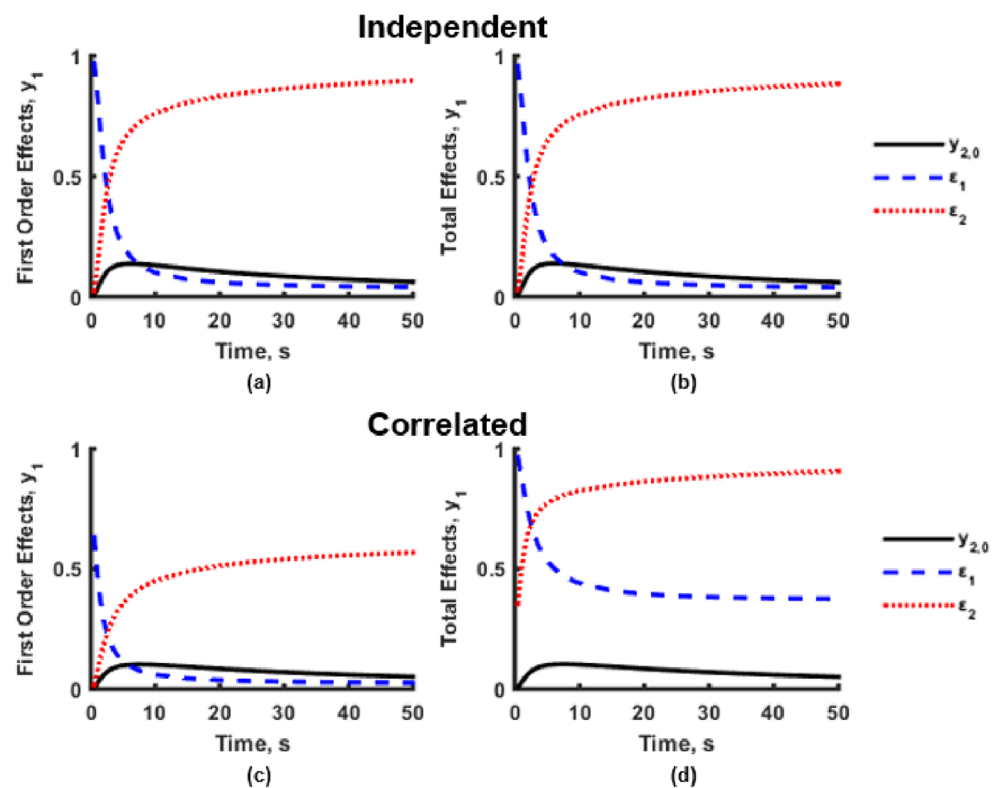 Independent
First Order Effects, y1
1
0.5
0
0 10 20 30 40 50
Time, s
(a)
Total Effects, y1
1
0.5
0
0 10 20 30 40 50
Time, s
(b)
y2,0
ε1
ε2
Correlated
First Order Effects, y1
1
0.5
0
0 10 20 30 40 50
Time, s
(c)
Total Effects, y1
1
0.5
0
0 10 20 30 40 50
Time, s
(d)
y2,0
ε1
ε2